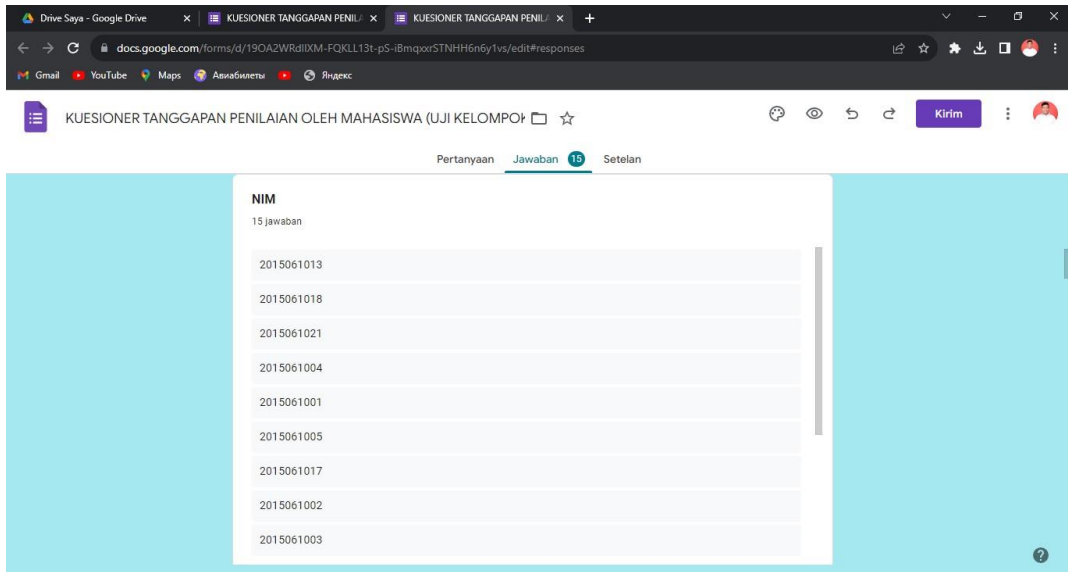 Drive Saya - Google Drive
KUESIONER TANGGAPAN PENIL
KUESIONER TANGGAPAN PENIL
docs.google.com/forms/d/19OA2WRdIIXM-FQKLL13t-pS-iBmqxxrSTNHH6n6y1vs/edit#responses
Gmail YouTube Maps Авиабилеты Яндекс
KUESIONER TANGGAPAN PENILAIAN OLEH MAHASISWA (UJI KELOMPOK
Kirim
Pertanyaan Jawaban 15 Setelan
NIM
15 jawaban
2015061013
2015061018
2015061021
2015061004
2015061001
2015061005
2015061017
2015061002
2015061003